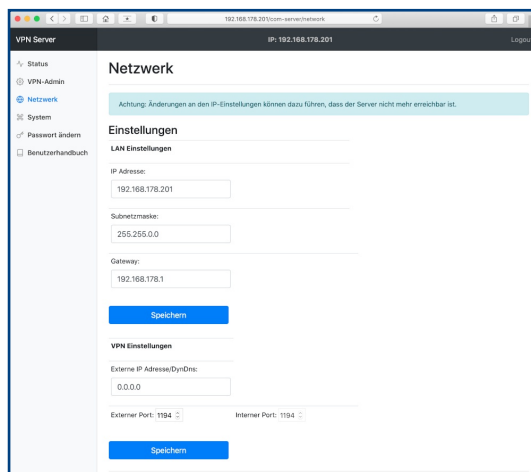 192.168.178.201/com-server/network
VPN Server
IP: 192.168.178.201
Logou
Status
VPN-Admin
Netzwerk
System
Passwort ändern
Benutzerhandbuch
Netzwerk
Achtung: Änderungen an den IP-Einstellungen können dazu führen, dass der Server nicht mehr erreichbar ist.
Einstellungen
LAN Einstellungen
IP Adresse:
192.168.178.201
Subnetzmaske:
255.255.0.0
Gateway:
192.168.178.1
Speichern
VPN Einstellungen
Externe IP Adresse/DynDns:
0.0.0.0
Externer Port: 1194 Interner Port: 1194
Speichern